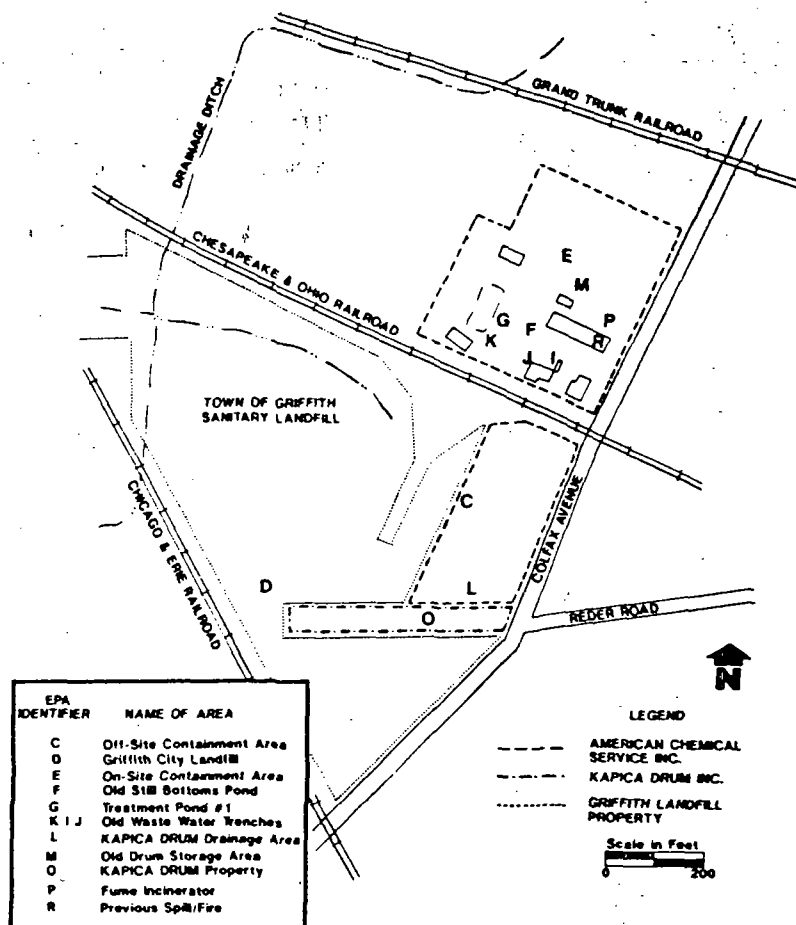 GRAND TRUNK RAILROAD
DRAINAGE DITCH
CHESAPEAKE & OHIO RAILROAD
E
M
G
F
P
K
R
J
I
TOWN OF GRIFFITH
SANITARY LANDFILL
C
COLFAX AVENUE
CHICAGO & ERIE RAILROAD
D
L
O
REDER ROAD
N
EPA
IDENTIFIER NAME OF AREA
C Off-Site Containment Area
D Griffith City Landfill
E On-Site Containment Area
F Old Still Bottoms Pond
G Treatment Pond #1
K I J Old Waste Water Trenches
L KAPICA DRUM Drainage Area
M Old Drum Storage Area
O KAPICA DRUM Property
P Fume Incinerator
R Previous Spill/Fire
LEGEND
AMERICAN CHEMICAL
SERVICE INC.
KAPICA DRUM INC.
GRIFFITH LANDFILL
PROPERTY
Scale in Feet
0 200